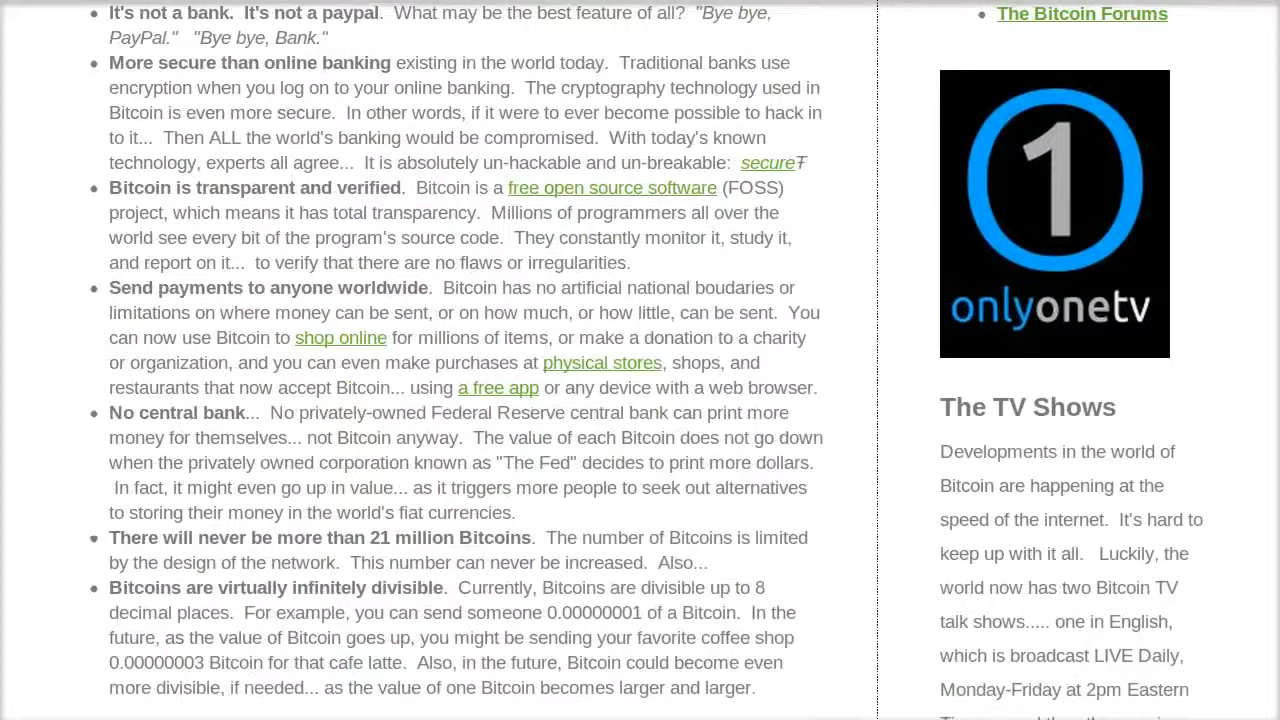 It's not a bank.  It's not a paypal.  What may be the best feature of all?  "Bye bye,
PayPal."   "Bye bye, Bank."
More secure than online banking existing in the world today.  Traditional banks use
encryption when you log on to your online banking.  The cryptography technology used in
Bitcoin is even more secure.  In other words, if it were to ever become possible to hack in
to it...  Then ALL the world's banking would be compromised.  With today's known
technology, experts all agree...  It is absolutely un-hackable and un-breakable:  secureŦ
Bitcoin is transparent and verified.  Bitcoin is a free open source software (FOSS)
project, which means it has total transparency.  Millions of programmers all over the
world see every bit of the program's source code.  They constantly monitor it, study it,
and report on it...  to verify that there are no flaws or irregularities.
Send payments to anyone worldwide.  Bitcoin has no artificial national boudaries or
limitations on where money can be sent, or on how much, or how little, can be sent.  You
can now use Bitcoin to shop online for millions of items, or make a donation to a charity
or organization, and you can even make purchases at physical stores, shops, and
restaurants that now accept Bitcoin... using a free app or any device with a web browser.
No central bank...  No privately-owned Federal Reserve central bank can print more
money for themselves... not Bitcoin anyway.  The value of each Bitcoin does not go down
when the privately owned corporation known as "The Fed" decides to print more dollars.
In fact, it might even go up in value... as it triggers more people to seek out alternatives
to storing their money in the world's fiat currencies.
There will never be more than 21 million Bitcoins.  The number of Bitcoins is limited
by the design of the network.  This number can never be increased.  Also...
Bitcoins are virtually infinitely divisible.  Currently, Bitcoins are divisible up to 8
decimal places.  For example, you can send someone 0.00000001 of a Bitcoin.  In the
future, as the value of Bitcoin goes up, you might be sending your favorite coffee shop
0.00000003 Bitcoin for that cafe latte.  Also, in the future, Bitcoin could become even
more divisible, if needed... as the value of one Bitcoin becomes larger and larger.
The Bitcoin Forums
1
onlyonetv
The TV Shows
Developments in the world of
Bitcoin are happening at the
speed of the internet.  It's hard to
keep up with it all.   Luckily, the
world now has two Bitcoin TV
talk shows..... one in English,
which is broadcast LIVE Daily,
Monday-Friday at 2pm Eastern